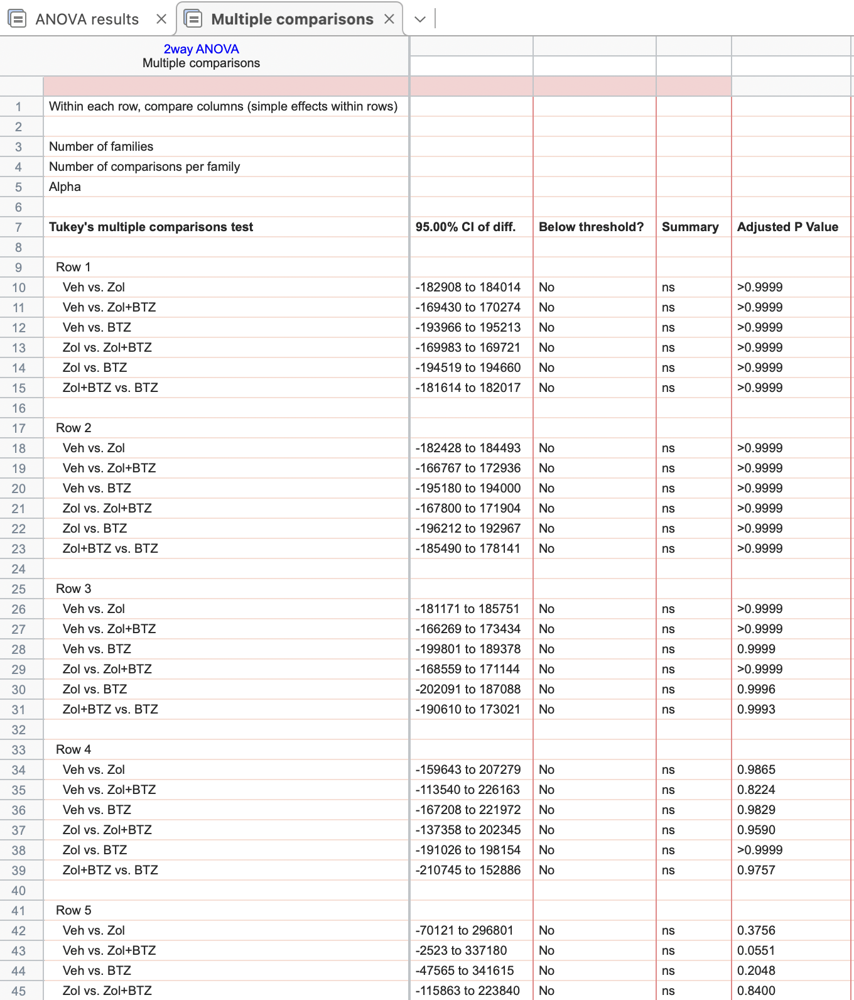 ANOVA results
Multiple comparisons
2way ANOVA
Multiple comparisons
1 Within each row, compare columns (simple effects within rows)
2
3 Number of families
4 Number of comparisons per family
5 Alpha
6
7 Tukey's multiple comparisons test 95.00% CI of diff. Below threshold? Summary Adjusted P Value
8
9 Row 1
10 Veh vs. Zol -182908 to 184014 No ns >0.9999
11 Veh vs. Zol+BTZ -169430 to 170274 No ns >0.9999
12 Veh vs. BTZ -193966 to 195213 No ns >0.9999
13 Zol vs. Zol+BTZ -169983 to 169721 No ns >0.9999
14 Zol vs. BTZ -194519 to 194660 No ns >0.9999
15 Zol+BTZ vs. BTZ -181614 to 182017 No ns >0.9999
16
17 Row 2
18 Veh vs. Zol -182428 to 184493 No ns >0.9999
19 Veh vs. Zol+BTZ -166767 to 172936 No ns >0.9999
20 Veh vs. BTZ -195180 to 194000 No ns >0.9999
21 Zol vs. Zol+BTZ -167800 to 171904 No ns >0.9999
22 Zol vs. BTZ -196212 to 192967 No ns >0.9999
23 Zol+BTZ vs. BTZ -185490 to 178141 No ns >0.9999
24
25 Row 3
26 Veh vs. Zol -181171 to 185751 No ns >0.9999
27 Veh vs. Zol+BTZ -166269 to 173434 No ns >0.9999
28 Veh vs. BTZ -199801 to 189378 No ns 0.9999
29 Zol vs. Zol+BTZ -168559 to 171144 No ns >0.9999
30 Zol vs. BTZ -202091 to 187088 No ns 0.9996
31 Zol+BTZ vs. BTZ -190610 to 173021 No ns 0.9993
32
33 Row 4
34 Veh vs. Zol -159643 to 207279 No ns 0.9865
35 Veh vs. Zol+BTZ -113540 to 226163 No ns 0.8224
36 Veh vs. BTZ -167208 to 221972 No ns 0.9829
37 Zol vs. Zol+BTZ -137358 to 202345 No ns 0.9590
38 Zol vs. BTZ -191026 to 198154 No ns >0.9999
39 Zol+BTZ vs. BTZ -210745 to 152886 No ns 0.9757
40
41 Row 5
42 Veh vs. Zol -70121 to 296801 No ns 0.3756
43 Veh vs. Zol+BTZ -2523 to 337180 No ns 0.0551
44 Veh vs. BTZ -47565 to 341615 No ns 0.2048
45 Zol vs. Zol+BTZ -115863 to 223840 No ns 0.8400